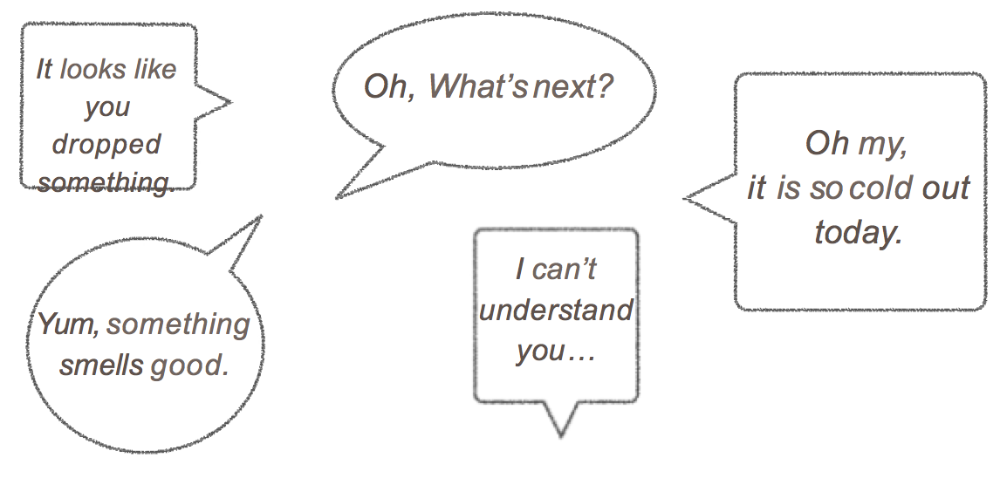 It looks like
you
dropped
something.
Oh, What's next?
Oh my,
it is so cold out
today.
Yum, something
smells good.
I can't
understand
you…